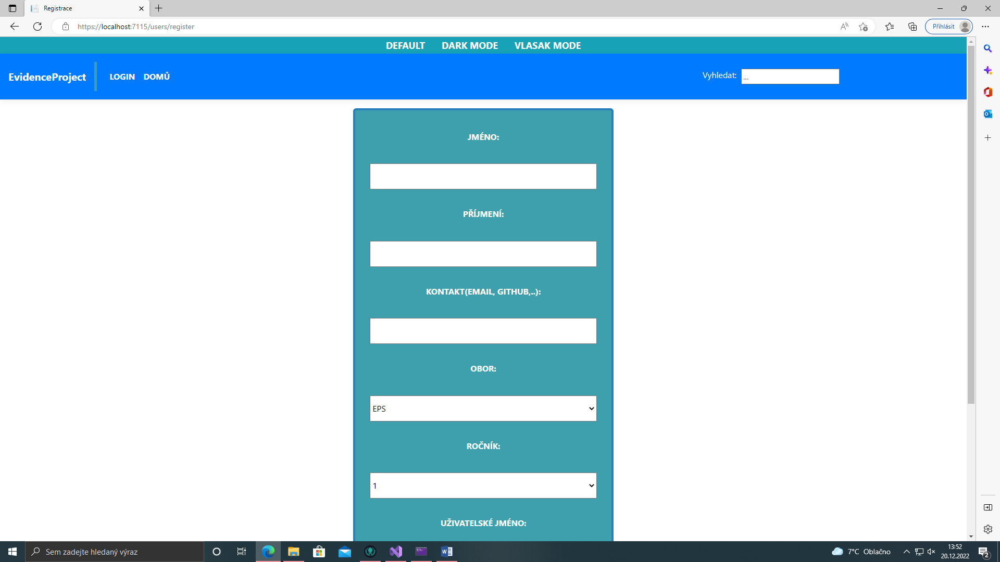 Registrace
https://localhost:7115/users/register
Přihlásit
DEFAULT DARK MODE VLASAK MODE
EvidenceProject LOGIN DOMŮ Vyhledat: ...
JMÉNO:
PŘÍJMENÍ:
KONTAKT(EMAIL, GITHUB,..):
OBOR:
EPS
ROČNÍK:
1
UŽIVATELSKÉ JMÉNO:
Sem zadejte hledaný výraz
7°C Oblačno
13:52
20.12.2022
2